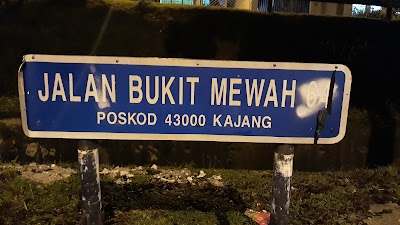 JALAN BUKIT MEWAH
POSKOD 43000 KAJANG